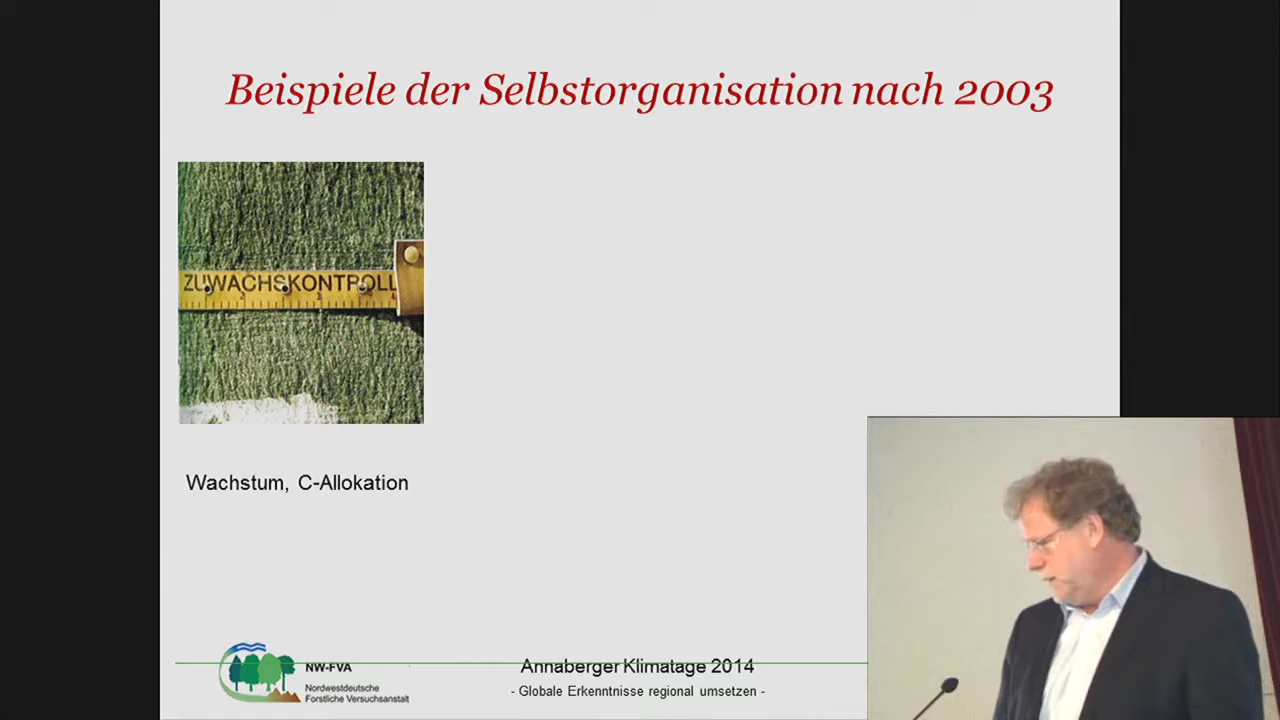 Beispiele der Selbstorganisation nach 2003
ZUWACHSKONTROLL
Wachstum, C-Allokation
NW-FVA
Nordwestdeutsche
Forstliche Versuchsanstalt
Annaberger Klimatage 2014
- Globale Erkenntnisse regional umsetzen -